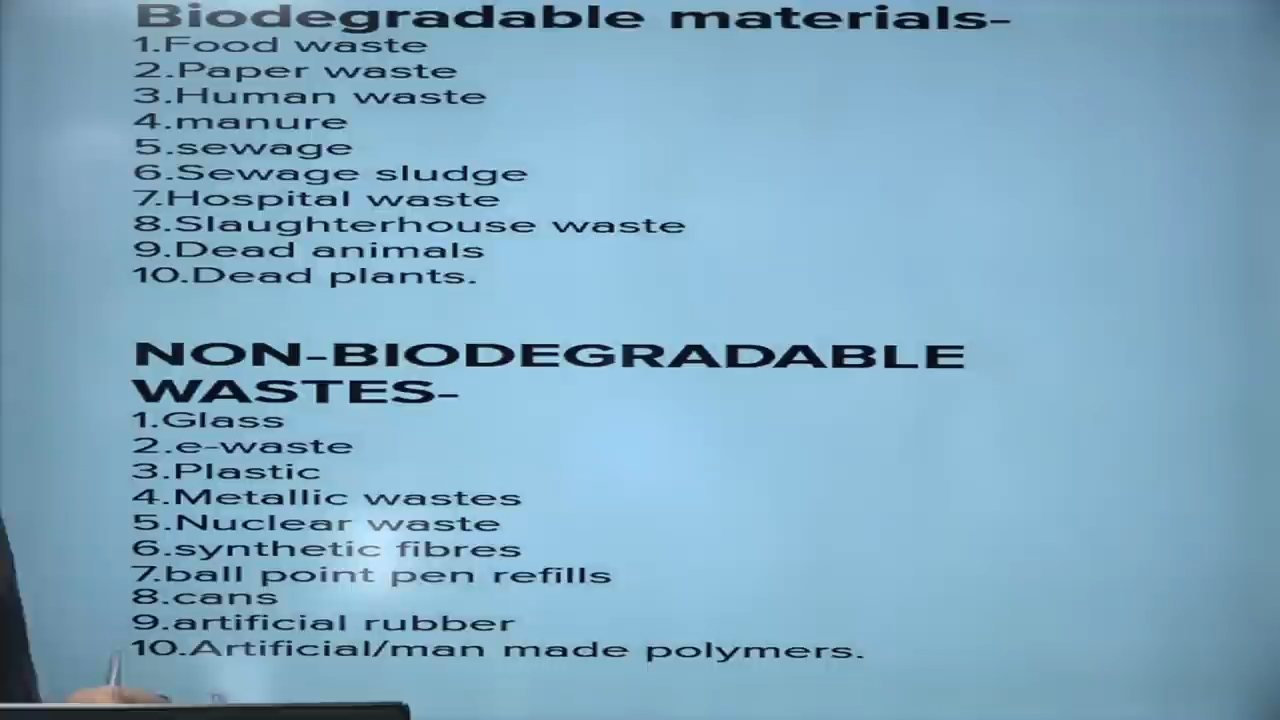 Biodegradable materials-
1.Food waste
2.Paper waste
3.Human waste
4.manure
5.sewage
6.Sewage sludge
7.Hospital waste
8.Slaughterhouse waste
9.Dead animals
10.Dead plants.
NON-BIODEGRADABLE
WASTES-
1.Glass
2.e-waste
3.Plastic
4.Metallic wastes
5.Nuclear waste
6.synthetic fibres
7.ball point pen refills
8.cans
9.artificial rubber
10.Artificial/man made polymers.